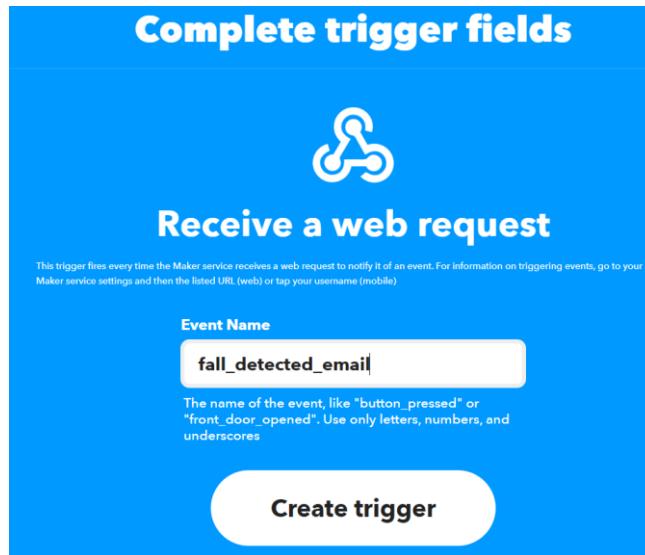 Complete trigger fields
Receive a web request
This trigger fires every time the Maker service receives a web request to notify it of an event. For information on triggering events, go to your
Maker service settings and then the listed URL (web) or tap your username (mobile)
Event Name
fall_detected_email
The name of the event, like "button_pressed" or
"front_door_opened". Use only letters, numbers, and
underscores
Create trigger